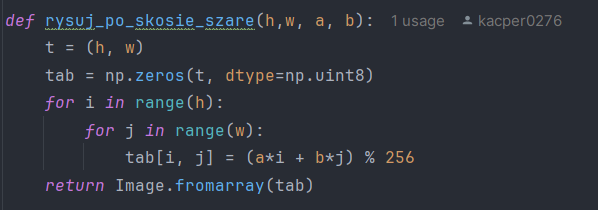 def rysuj_po_skosie_szare(h,w, a, b): 1 usage kacper0276
    t = (h, w)
    tab = np.zeros(t, dtype=np.uint8)
    for i in range(h):
        for j in range(w):
            tab[i, j] = (a*i + b*j) % 256
    return Image.fromarray(tab)